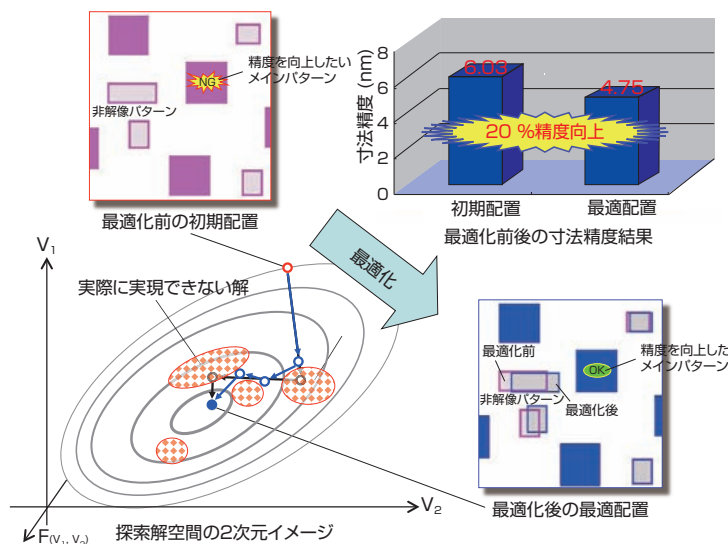 NG
精度を向上したい
メインパターン
非解像パターン
最適化前の初期配置
寸法精度 (nm)
8
6
4
2
0
6.03
4.75
20 %精度向上
初期配置
最適配置
最適化前後の寸法精度結果
最適化
V1
実際に実現できない解
V2
F(V1, V2)
探索解空間の2次元イメージ
最適化前
OK
精度を向上した
メインパターン
非解像パターン
最適化後
最適化後の最適配置